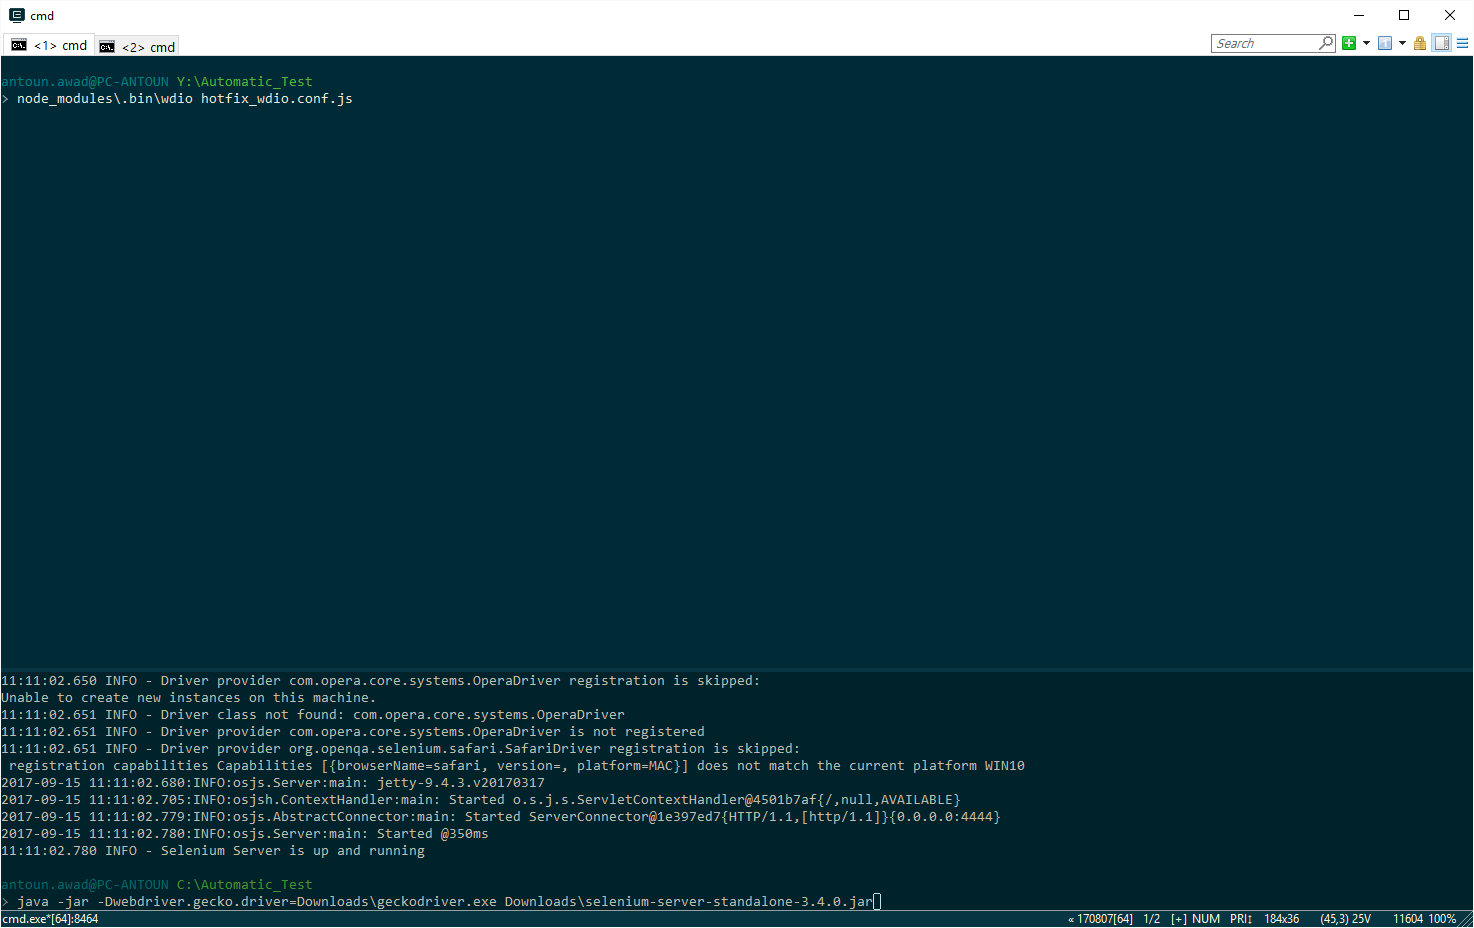 cmd
<1> cmd
<2> cmd
Search
antoun.awad@PC-ANTOUN Y:\Automatic_Test
> node_modules\.bin\wdio hotfix_wdio.conf.js
11:11:02.650 INFO - Driver provider com.opera.core.systems.OperaDriver registration is skipped:
Unable to create new instances on this machine.
11:11:02.651 INFO - Driver class not found: com.opera.core.systems.OperaDriver
11:11:02.651 INFO - Driver provider com.opera.core.systems.OperaDriver is not registered
11:11:02.651 INFO - Driver provider org.openqa.selenium.safari.SafariDriver registration is skipped:
registration capabilities Capabilities [{browserName=safari, version=, platform=MAC}] does not match the current platform WIN10
2017-09-15 11:11:02.680:INFO:osjs.Server:main: jetty-9.4.3.v20170317
2017-09-15 11:11:02.705:INFO:osjsh.ContextHandler:main: Started o.s.j.s.ServletContextHandler@4501b7af{/,null,AVAILABLE}
2017-09-15 11:11:02.779:INFO:osjs.AbstractConnector:main: Started ServerConnector@1e397ed7{HTTP/1.1,[http/1.1]}{0.0.0.0:4444}
2017-09-15 11:11:02.780:INFO:osjs.Server:main: Started @350ms
11:11:02.780 INFO - Selenium Server is up and running
antoun.awad@PC-ANTOUN C:\Automatic_Test
> java -jar -Dwebdriver.gecko.driver=Downloads\geckodriver.exe Downloads\selenium-server-standalone-3.4.0.jar
cmd.exe*[64]:8464 « 170807[64] 1/2 [+] NUM PRI↕ 184x36 (45,3) 25V 11604 100%